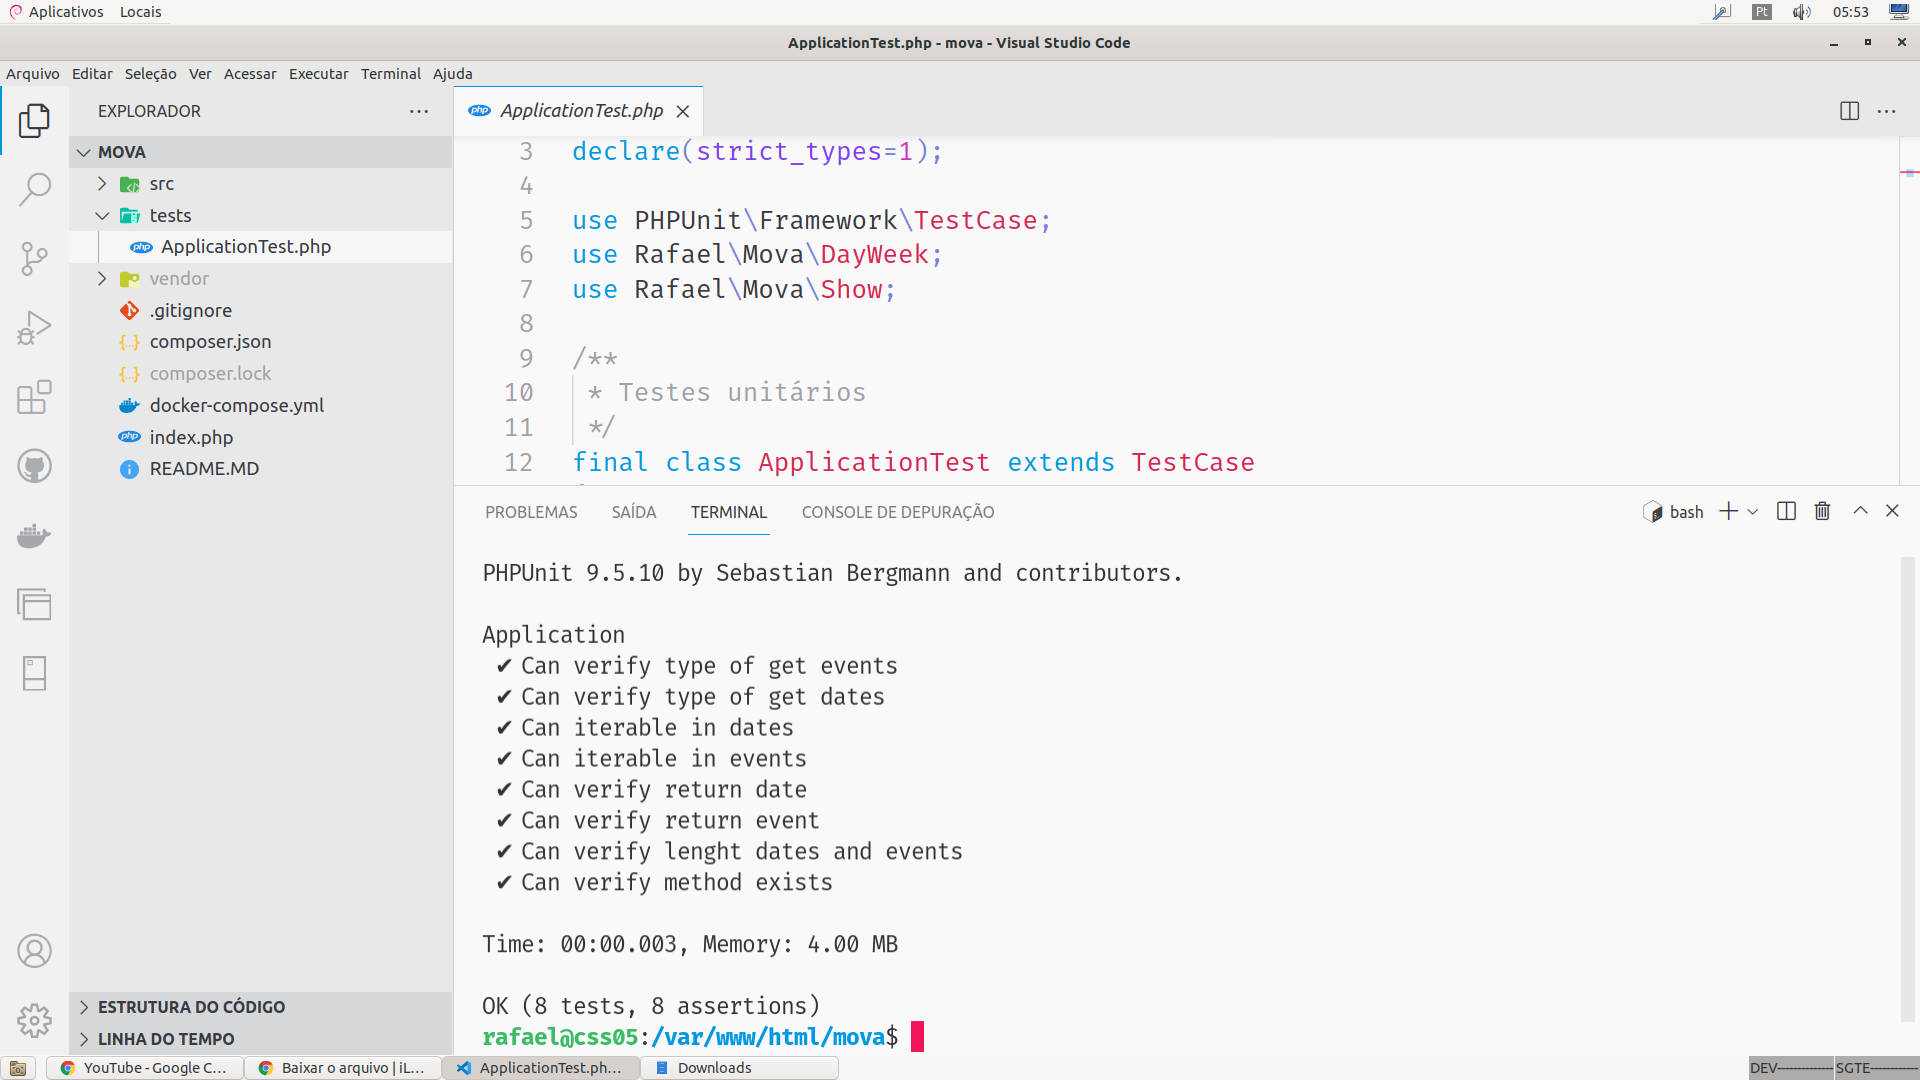 Aplicativos Locais Pt 05:53
ApplicationTest.php - mova - Visual Studio Code
Arquivo Editar Seleção Ver Acessar Executar Terminal Ajuda
EXPLORADOR
MOVA
src
tests
php ApplicationTest.php
vendor
.gitignore
{..} composer.json
{..} composer.lock
docker-compose.yml
php index.php
README.MD
ESTRUTURA DO CÓDIGO
LINHA DO TEMPO
php ApplicationTest.php
3 declare(strict_types=1);
4
5 use PHPUnit\Framework\TestCase;
6 use Rafael\Mova\DayWeek;
7 use Rafael\Mova\Show;
8
9 /**
10 * Testes unitários
11 */
12 final class ApplicationTest extends TestCase
PROBLEMAS SAÍDA TERMINAL CONSOLE DE DEPURAÇÃO bash
PHPUnit 9.5.10 by Sebastian Bergmann and contributors.
Application
✔ Can verify type of get events
✔ Can verify type of get dates
✔ Can iterable in dates
✔ Can iterable in events
✔ Can verify return date
✔ Can verify return event
✔ Can verify lenght dates and events
✔ Can verify method exists
Time: 00:00.003, Memory: 4.00 MB
OK (8 tests, 8 assertions)
rafael@css05:/var/www/html/mova$
YouTube - Google C... Baixar o arquivo | iL... ApplicationTest.ph... Downloads DEV-------------- SGTE------------